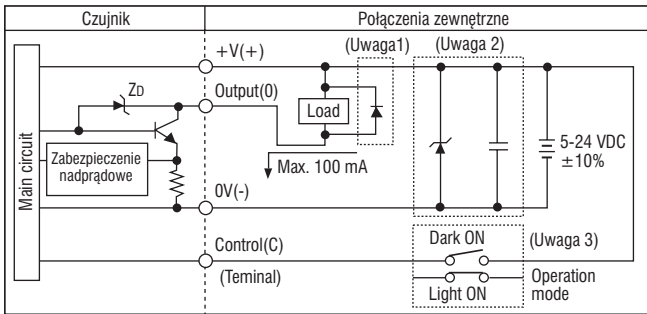 Czujnik
Połączenia zewnętrzne
(Uwaga1)
(Uwaga 2)
+V(+)
ZD
Output(0)
Load
Main circuit
Zabezpieczenie
nadprądowe
Max. 100 mA
5-24 VDC
±10%
0V(-)
Control(C)
(Teminal)
Dark ON
(Uwaga 3)
Light ON
Operation
mode